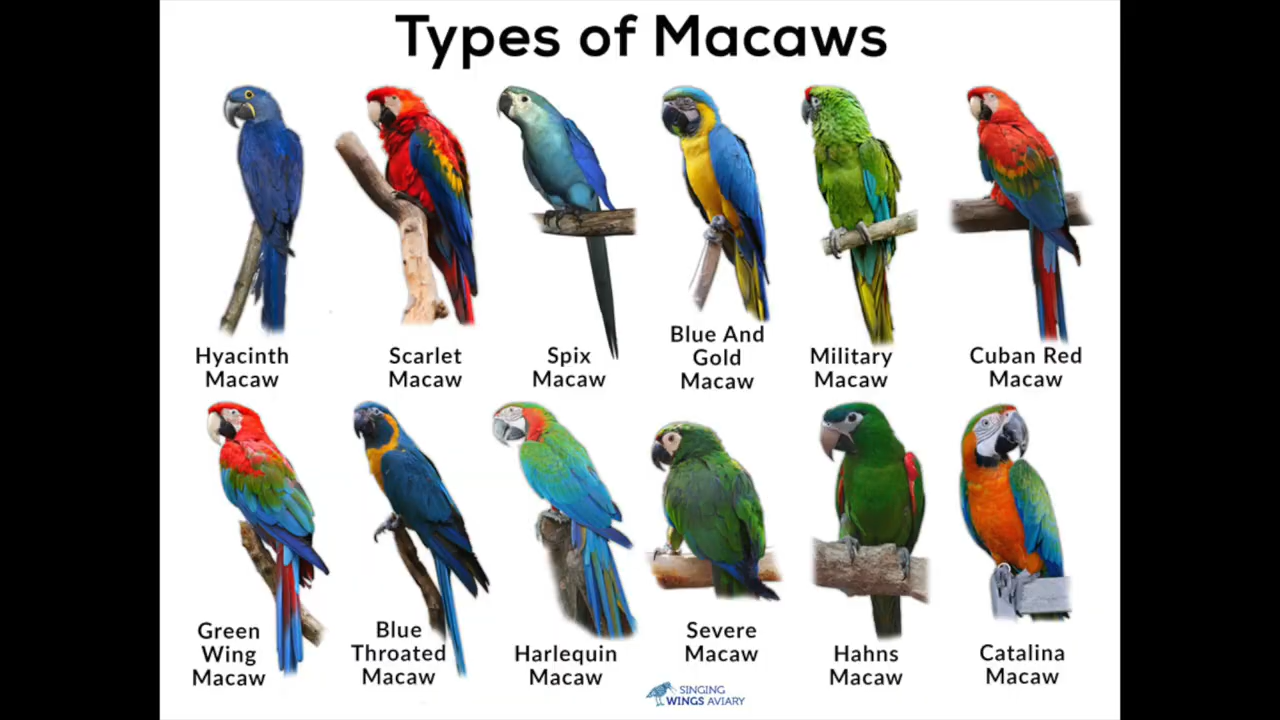 Types of Macaws
Hyacinth
Macaw
Scarlet
Macaw
Spix
Macaw
Blue And
Gold
Macaw
Military
Macaw
Cuban Red
Macaw
Green
Wing
Macaw
Blue
Throated
Macaw
Harlequin
Macaw
Severe
Macaw
Hahns
Macaw
Catalina
Macaw
SINGING
WINGS AVIARY